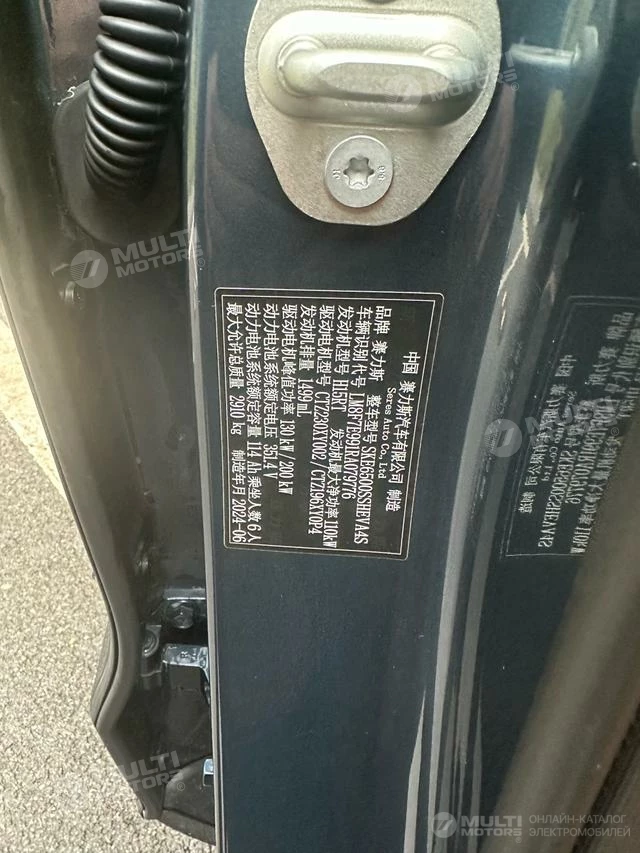 中国 赛力斯汽车有限公司 制造
Seres Auto Co., Ltd
品牌 赛力斯 整车型号 SKE6500SSHEVA4S
车辆识别代号 LM8F7E991RA079776
发动机型号 H15RT 发动机最大净功率 110kW
驱动电机型号 CTZ230XY002 / CTZ196XY0P4
发动机排量 1499ml
驱动电机峰值功率 130 kW / 200 kW
动力电池系统额定电压 351.4 V
动力电池系统额定容量 114 Ah 乘坐人数 6 人
最大允许总质量 2910 kg 制造年月 2024-06
MULTI
MOTORS
MULTI
MOTORS
MULTI
MOTORS
MULTI
MOTORS
ОНЛАЙН-КАТАЛОГ
ЭЛЕКТРОМОБИЛЕЙ